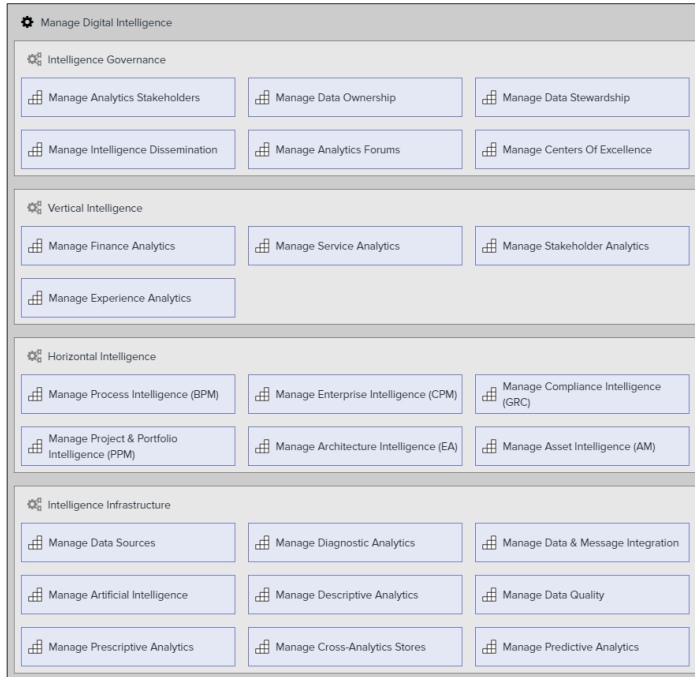 Manage Digital Intelligence
Intelligence Governance
Manage Analytics Stakeholders
Manage Data Ownership
Manage Data Stewardship
Manage Intelligence Dissemination
Manage Analytics Forums
Manage Centers Of Excellence
Vertical Intelligence
Manage Finance Analytics
Manage Service Analytics
Manage Stakeholder Analytics
Manage Experience Analytics
Horizontal Intelligence
Manage Process Intelligence (BPM)
Manage Enterprise Intelligence (CPM)
Manage Compliance Intelligence
(GRC)
Manage Project & Portfolio
Intelligence (PPM)
Manage Architecture Intelligence (EA)
Manage Asset Intelligence (AM)
Intelligence Infrastructure
Manage Data Sources
Manage Diagnostic Analytics
Manage Data & Message Integration
Manage Artificial Intelligence
Manage Descriptive Analytics
Manage Data Quality
Manage Prescriptive Analytics
Manage Cross-Analytics Stores
Manage Predictive Analytics